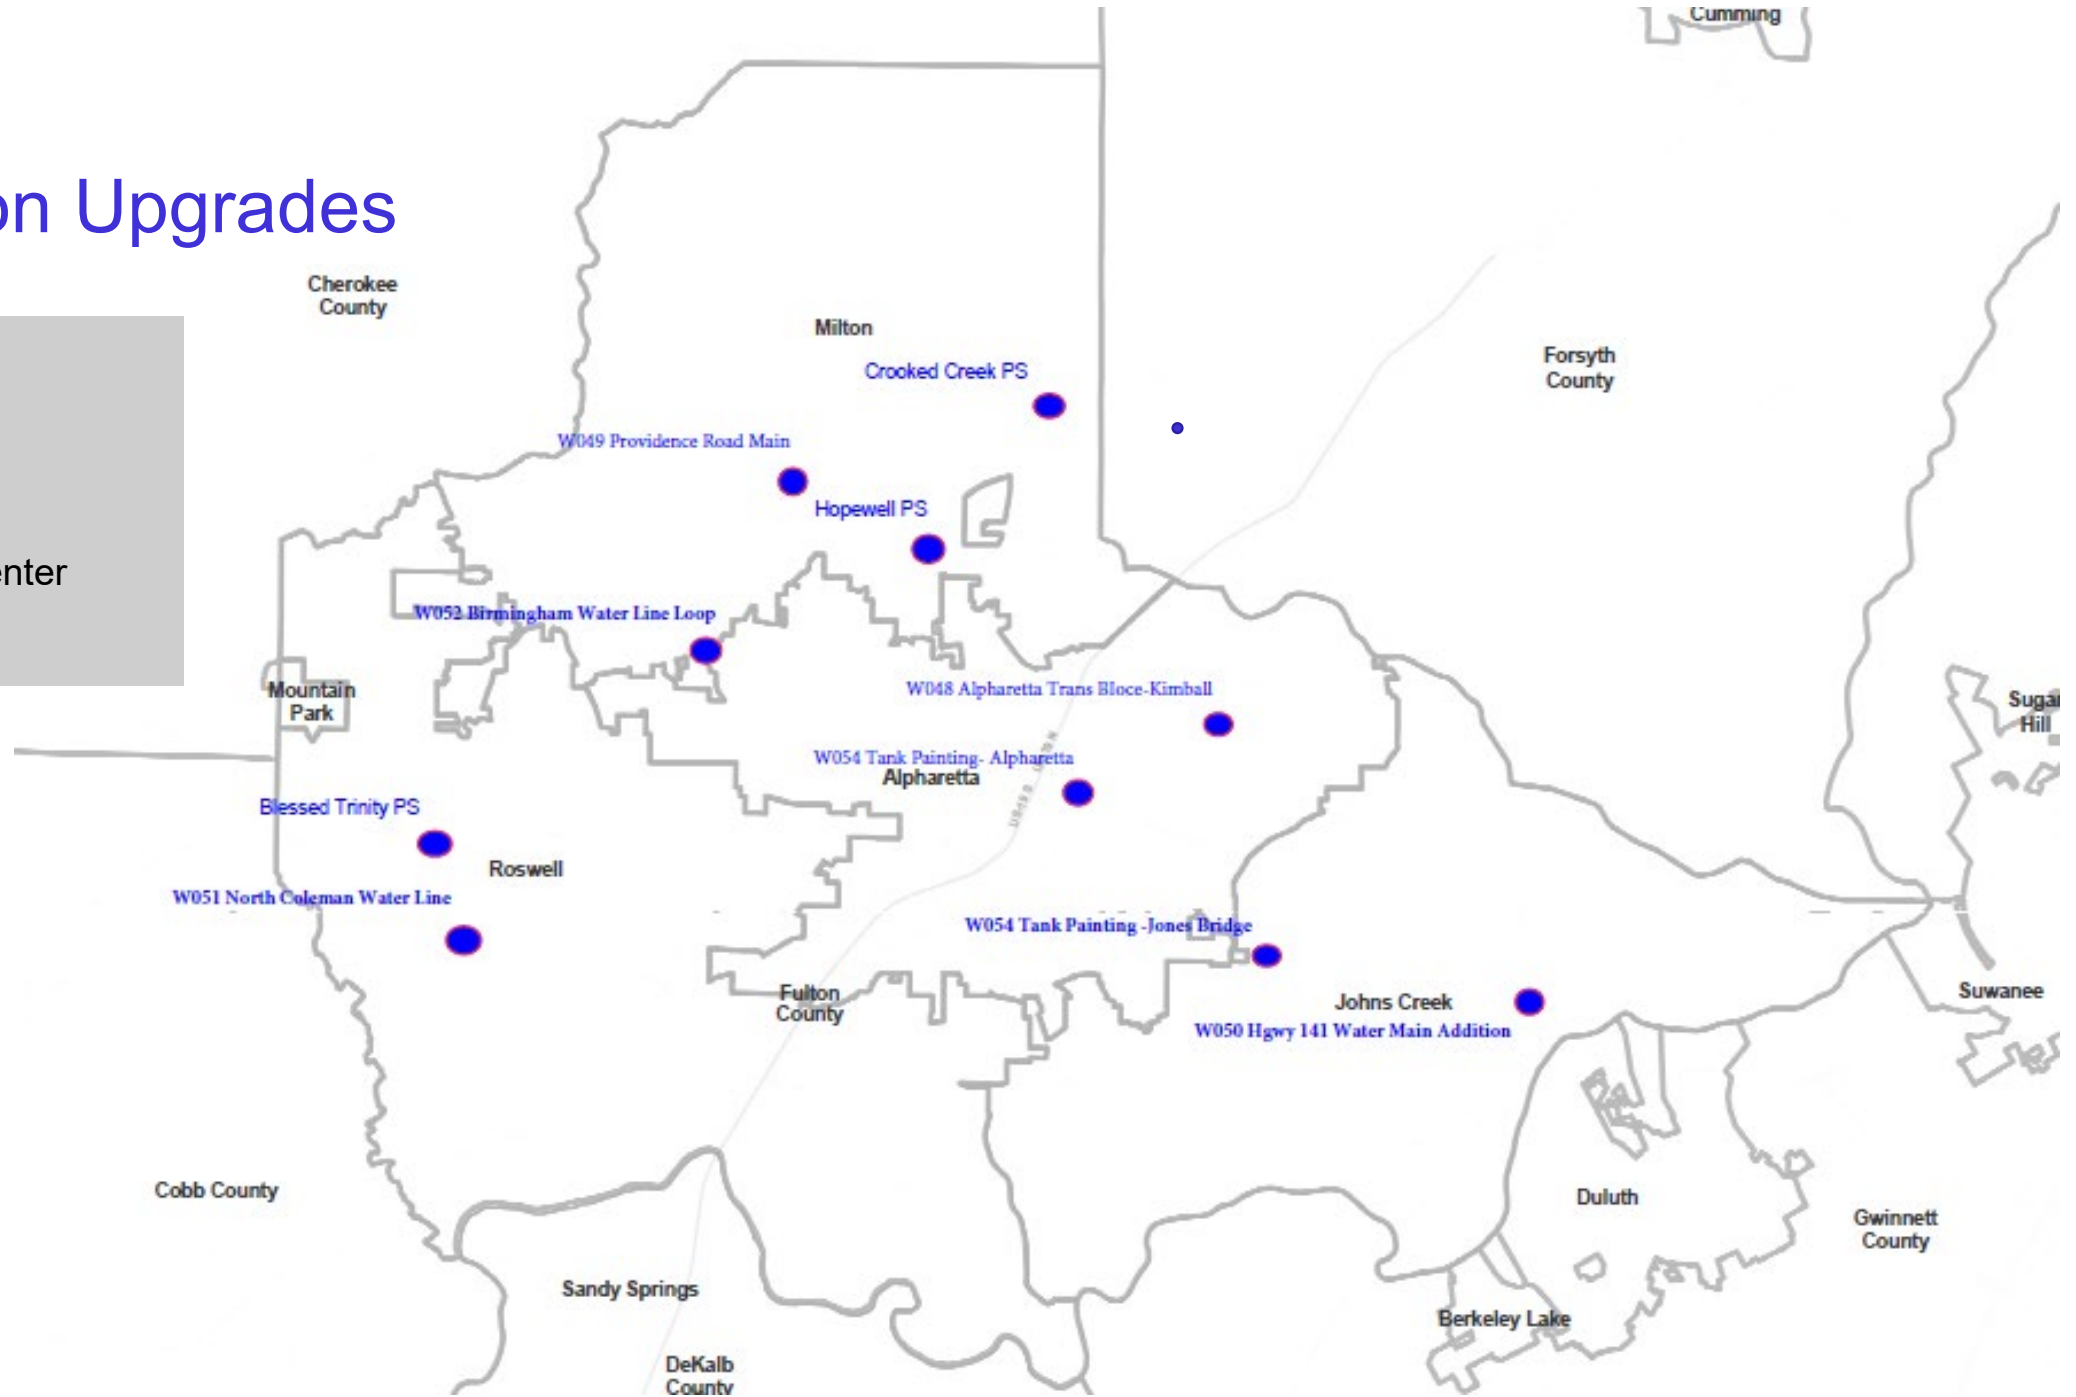 Cumming
on Upgrades
Cherokee
County
Milton
Forsyth
County
Crooked Creek PS
W049 Providence Road Main
Hopewell PS
enter
W052 Birmingham Water Line Loop
Mountain
Park
W048 Alpharetta Trans Bloce-Kimball
Sugar
Hill
W054 Tank Painting- Alpharetta
Alpharetta
Blessed Trinity PS
Roswell
W051 North Coleman Water Line
W054 Tank Painting -Jones Bridge
Fulton
County
Johns Creek
Suwanee
W050 Hgwy 141 Water Main Addition
Cobb County
Duluth
Gwinnett
County
Sandy Springs
Berkeley Lake
DeKalb
County